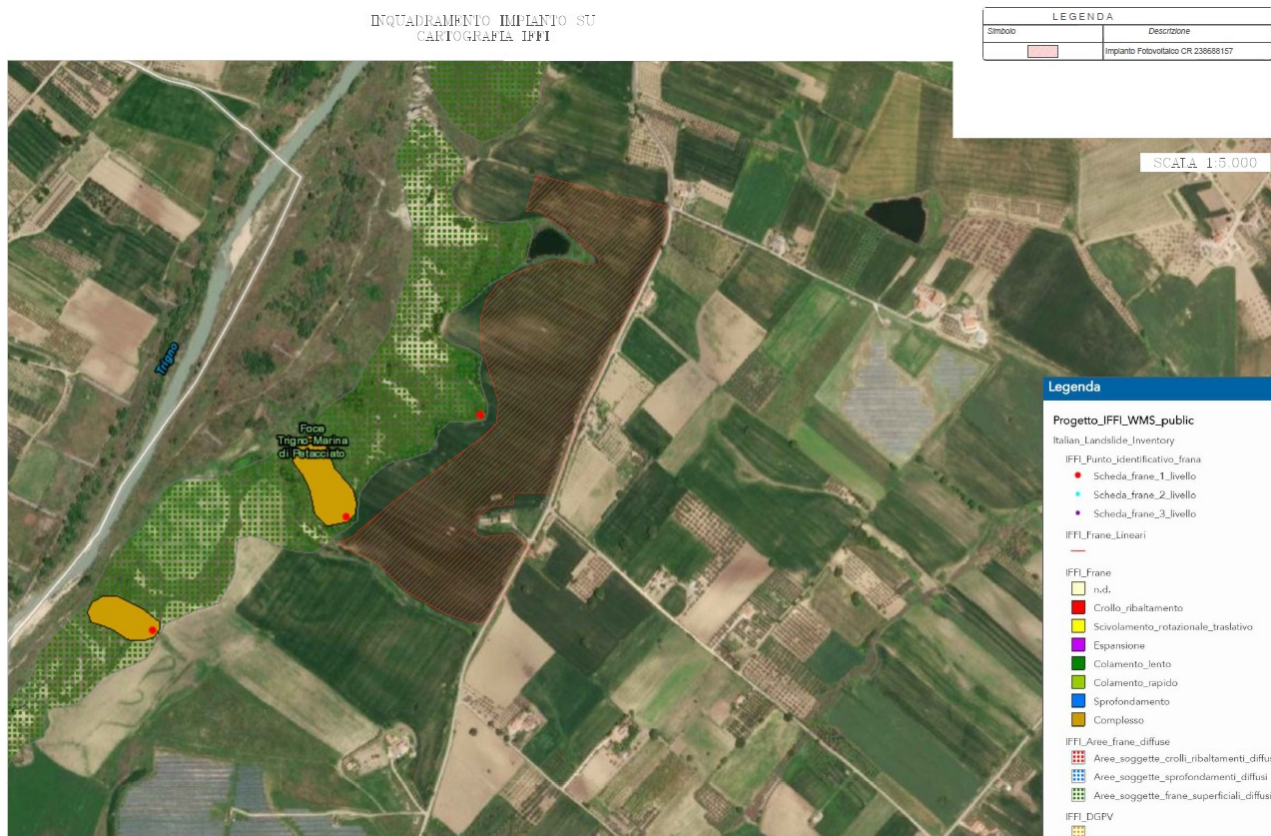 INQUADRAMENTO IMPIANTO SU
CARTOGRAFIA IFFI
LEGENDA
Simbolo Descrizione
Impianto Fotovoltaico CR 238688157
SCALA 1:5.000
Trigno
Foce
Trigno-Marina
di Petacciato
Legenda
Progetto_IFFI_WMS_public
Italian_Landslide_Inventory
IFFI_Punto_identificativo_frana
Scheda_frane_1_livello
Scheda_frane_2_livello
Scheda_frane_3_livello
IFFI_Frane_Lineari
IFFI_Frane
n.d.
Crollo_ribaltamento
Scivolamento_rotazionale_traslativo
Espansione
Colamento_lento
Colamento_rapido
Sprofondamento
Complesso
IFFI_Aree_frane_diffuse
Aree_soggette_crolli_ribaltamenti_diffus
Aree_soggette_sprofondamenti_diffusi
Aree_soggette_frane_superficiali_diffusi
IFFI_DGPV